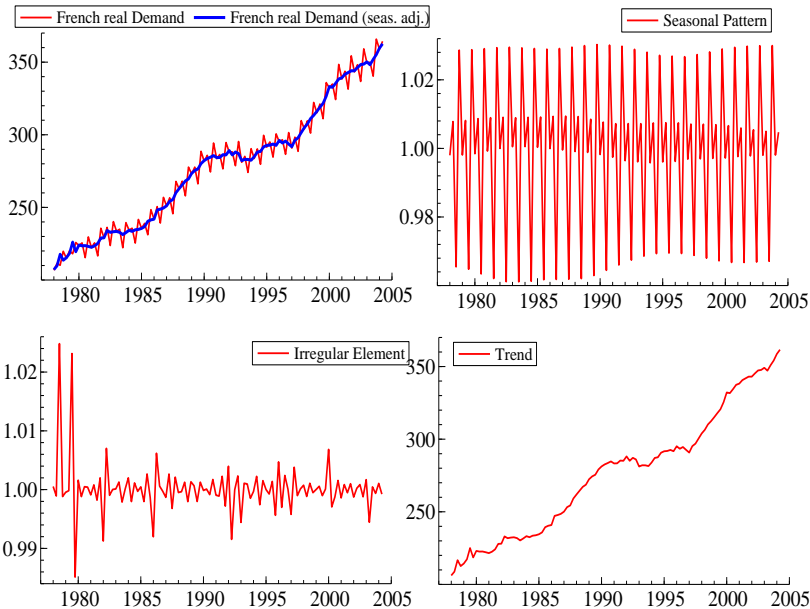 French real Demand French real Demand (seas. adj.)
350
300
250
1980 1985 1990 1995 2000 2005
Seasonal Pattern
1.02
1.00
0.98
1980 1985 1990 1995 2000 2005
Irregular Element
1.02
1.01
1.00
0.99
1980 1985 1990 1995 2000 2005
Trend
350
300
250
1980 1985 1990 1995 2000 2005